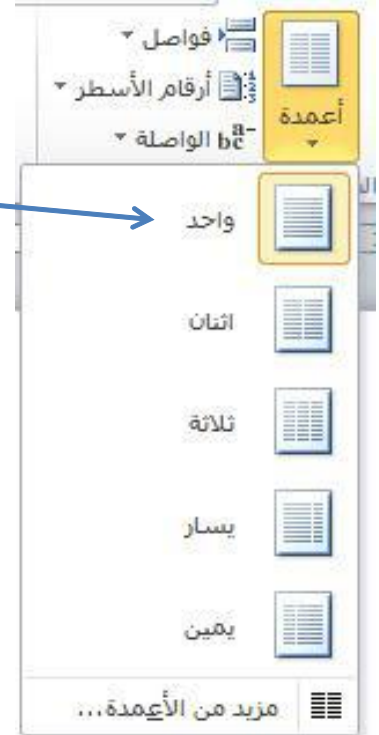 فواصل
أرقام الأسطر
الواصلة
أعمدة
واحد
اثنان
ثلاثة
يسار
يمين
مزيد من الأعمدة...